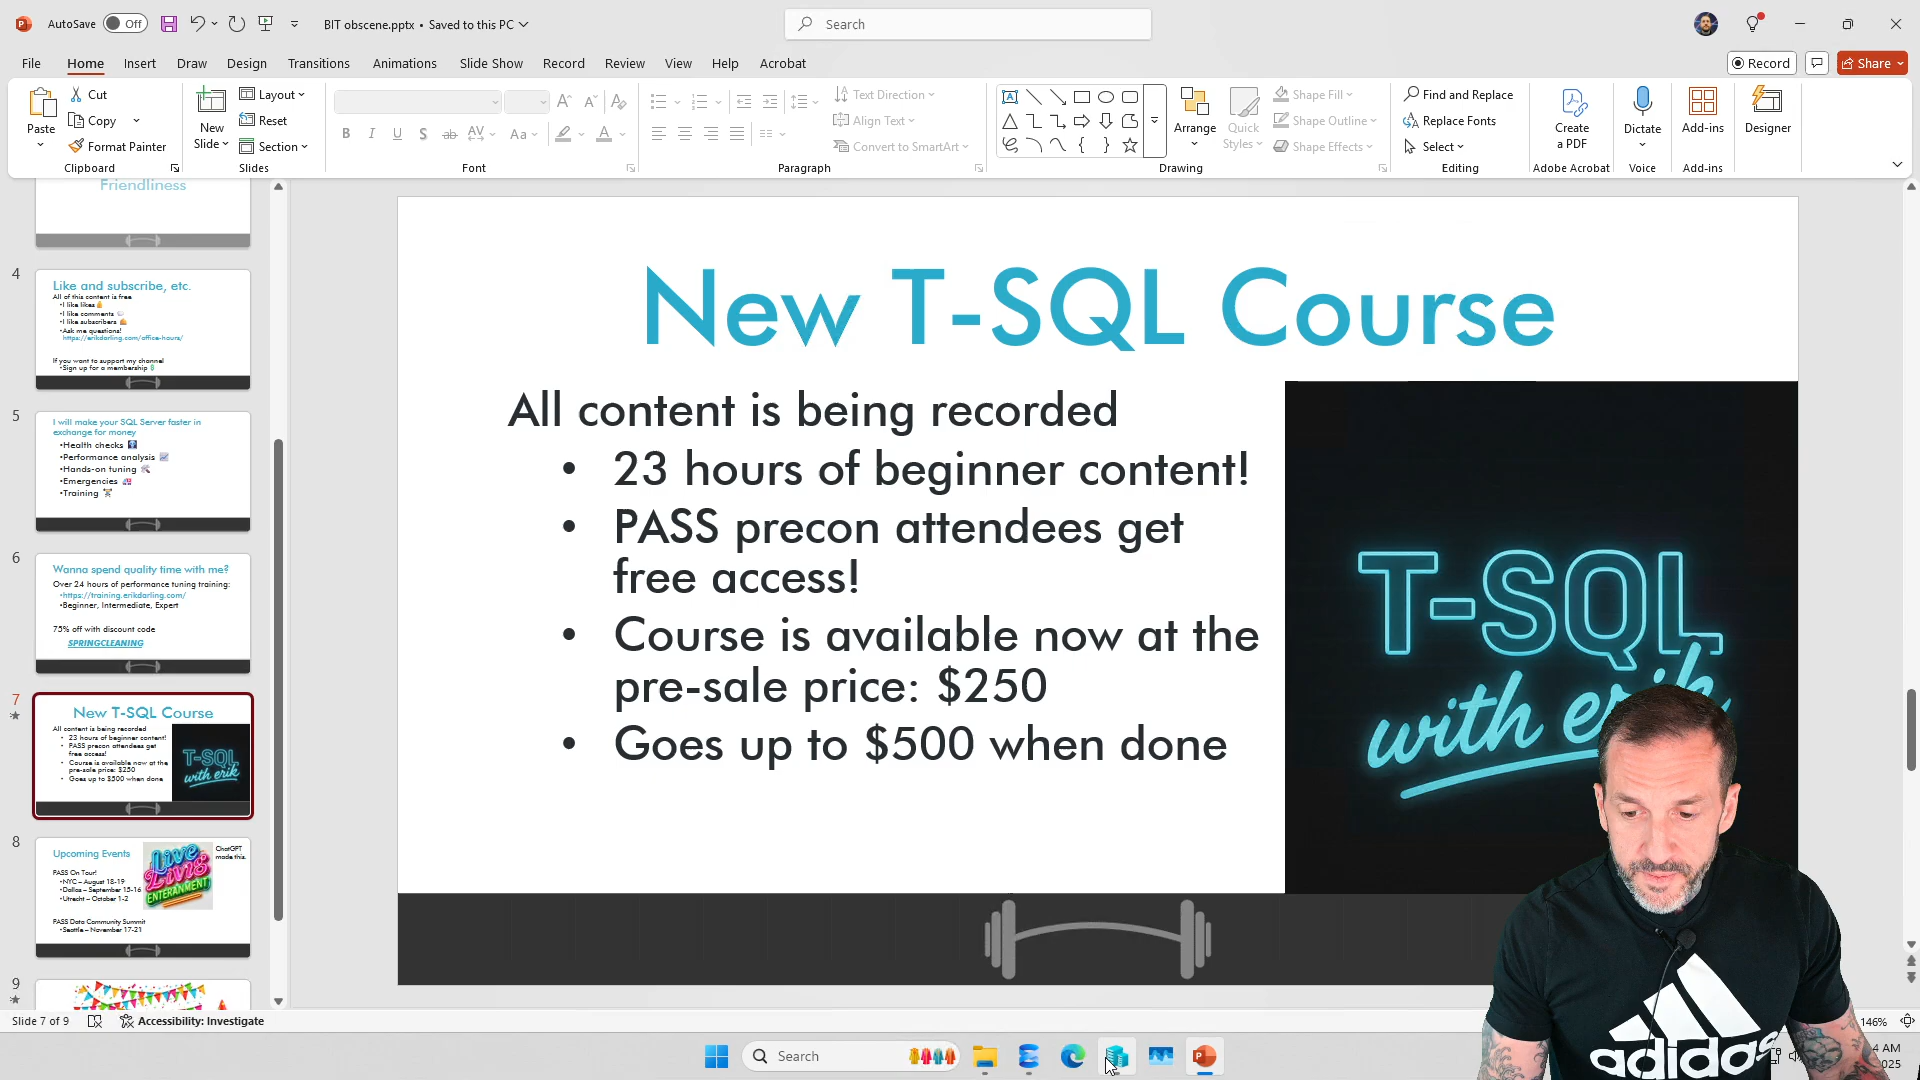 AutoSave Off BIT obscene.pptx • Saved to this PC Search
File Home Insert Draw Design Transitions Animations Slide Show Record Review View Help Acrobat Record Share
Paste Cut Copy Format Painter Clipboard
New Slide Layout Reset Section Slides
B I U S ab AV Aa A Font
Text Direction Align Text Convert to SmartArt Paragraph
Arrange Quick Styles Shape Fill Shape Outline Shape Effects Drawing
Find and Replace Replace Fonts Select Editing
Create a PDF Adobe Acrobat
Dictate Voice
Add-ins Add-ins
Designer
Friendliness
4
Like and subscribe, etc.
All of this content is free
•I like likes
•I like comments
•I like subscribers
•Ask me questions!
https://erikdarling.com/office-hours/
If you want to support my channel
•Sign up for a membership
5
I will make your SQL Server faster in
exchange for money
•Health checks
•Performance analysis
•Hands-on tuning
•Emergencies
•Training
6
Wanna spend quality time with me?
Over 24 hours of performance tuning training:
•https://training.erikdarling.com/
•Beginner, Intermediate, Expert
75% off with discount code
SPRINGCLEANING
7
New T-SQL Course
All content is being recorded
• 23 hours of beginner content!
• PASS precon attendees get
free access!
• Course is available now at the
pre-sale price: $250
• Goes up to $500 when done
T-SQL
with erik
8
Upcoming Events
LIVE
LIVING
ENTERANMENT
ChatGPT
made this.
PASS On Tour!
•NYC – August 18-19
•Dallas – September 15-16
•Utrecht – October 1-2
PASS Data Community Summit
•Seattle – November 17-21
9
New T-SQL Course
All content is being recorded
• 23 hours of beginner content!
• PASS precon attendees get
free access!
• Course is available now at the
pre-sale price: $250
• Goes up to $500 when done
T-SQL
with erik
adidas
Slide 7 of 9 Accessibility: Investigate 146%
Search
4 AM
025